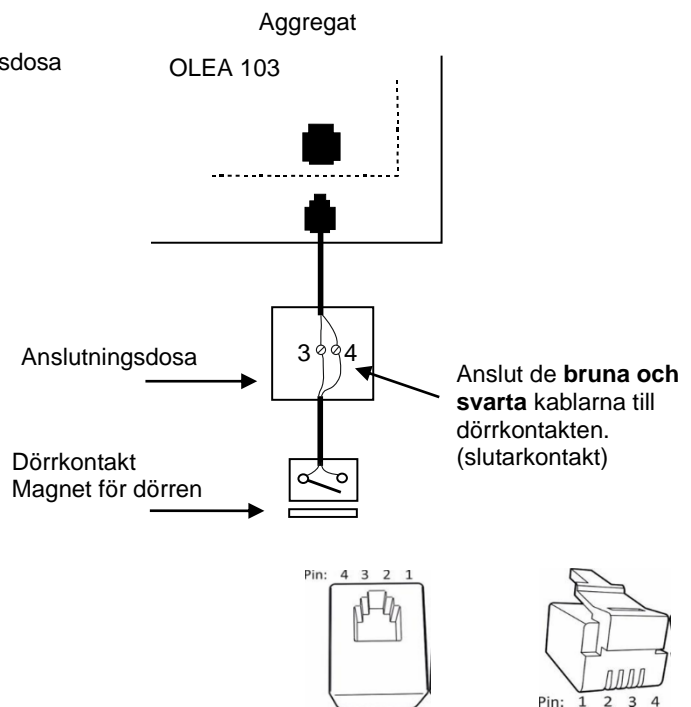 Aggregat
sdosa
OLEA 103
3
4
Anslutningsdosa
Anslut de bruna och
svarta kablarna till
dörrkontakten.
(slutarkontakt)
Dörrkontakt
Magnet för dörren
Pin: 4 3 2 1
Pin: 1 2 3 4